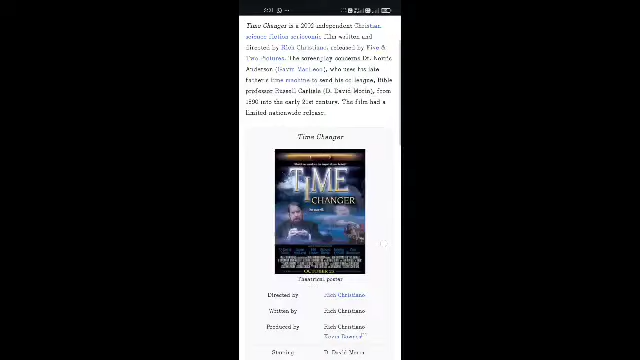 Time Changer is a 2002 independent Christian
science fiction seriocomic film written and
directed by Rich Christiano, released by Five &
Two Pictures. The screenplay concerns Dr. Norris
Anderson (Gavin MacLeod), who uses his late
father's time machine to send his colleague, Bible
professor Russell Carlisle (D. David Morin), from
1890 into the early 21st century. The film had a
limited nationwide release.
Time Changer
TIME
CHANGER
Theatrical poster
Directed by Rich Christiano
Written by Rich Christiano
Produced by Rich Christiano
Kevin Downes
Starring D. David Morin